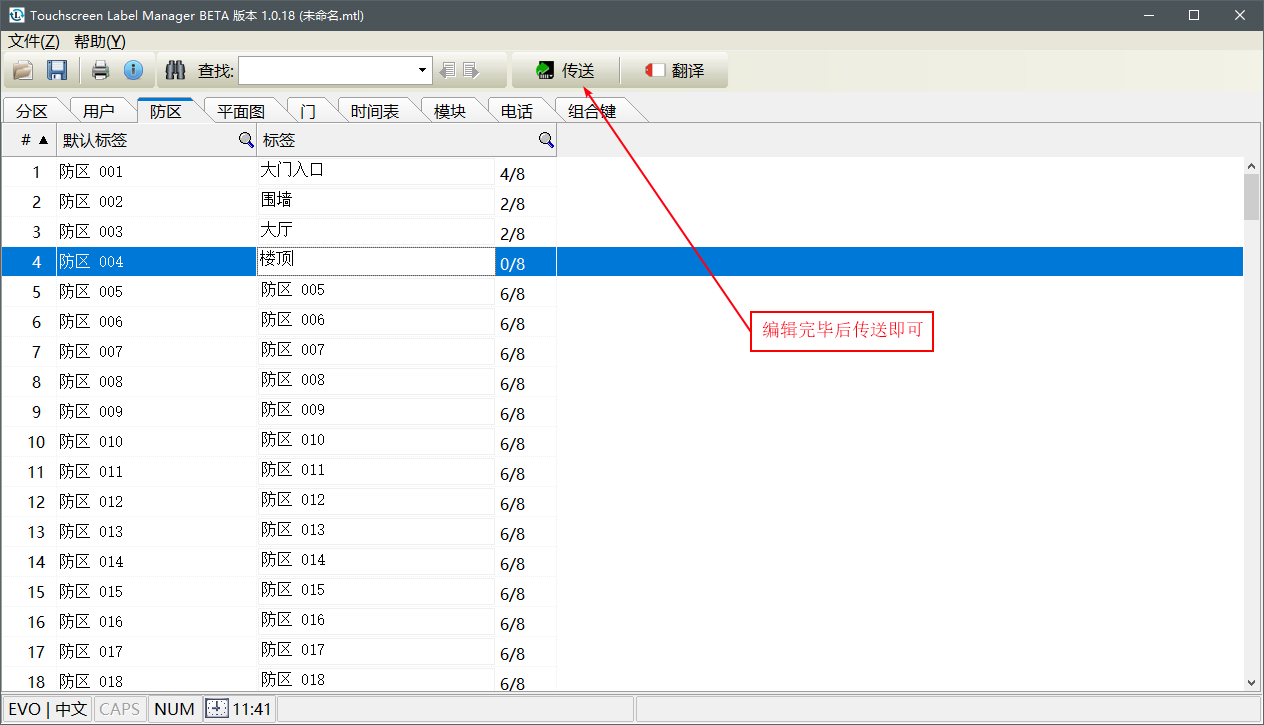 Touchscreen Label Manager BETA 版本 1.0.18 (未命名.mtl)
文件(Z) 帮助(Y)
查找: 传送 翻译
分区 用户 防区 平面图 门 时间表 模块 电话 组合键
# 默认标签 标签
1 防区 001 大门入口 4/8
2 防区 002 围墙 2/8
3 防区 003 大厅 2/8
4 防区 004 楼顶 0/8
5 防区 005 防区 005 6/8
编辑完毕后传送即可
6 防区 006 防区 006 6/8
7 防区 007 防区 007 6/8
8 防区 008 防区 008 6/8
9 防区 009 防区 009 6/8
10 防区 010 防区 010 6/8
11 防区 011 防区 011 6/8
12 防区 012 防区 012 6/8
13 防区 013 防区 013 6/8
14 防区 014 防区 014 6/8
15 防区 015 防区 015 6/8
16 防区 016 防区 016 6/8
17 防区 017 防区 017 6/8
18 防区 018 防区 018 6/8
EVO | 中文 CAPS NUM 11:41